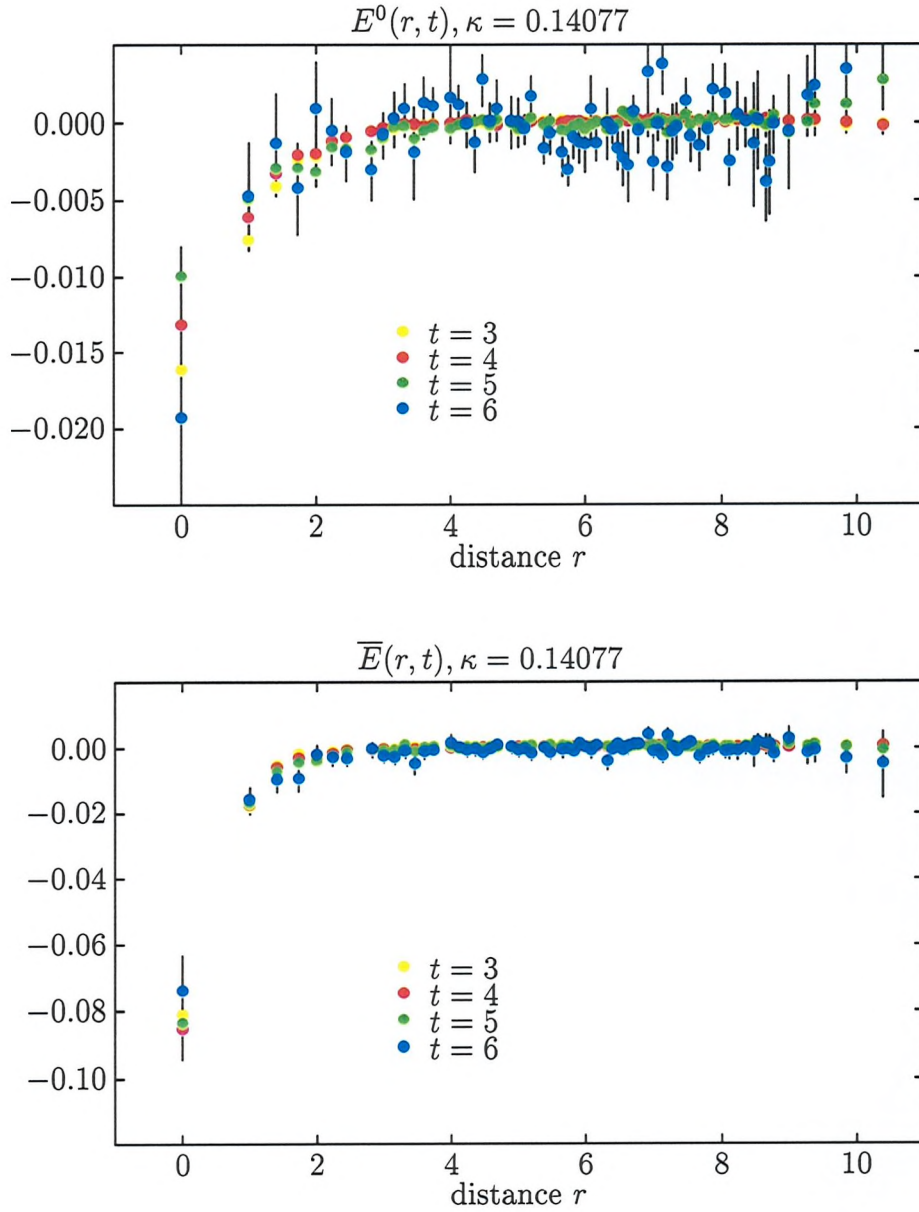 E⁰(r, t), κ = 0.14077
0.000
−0.005
−0.010
−0.015
−0.020
t = 3
t = 4
t = 5
t = 6
0 2 4 6 8 10
distance r
E̅(r, t), κ = 0.14077
0.00
−0.02
−0.04
−0.06
−0.08
−0.10
t = 3
t = 4
t = 5
t = 6
0 2 4 6 8 10
distance r